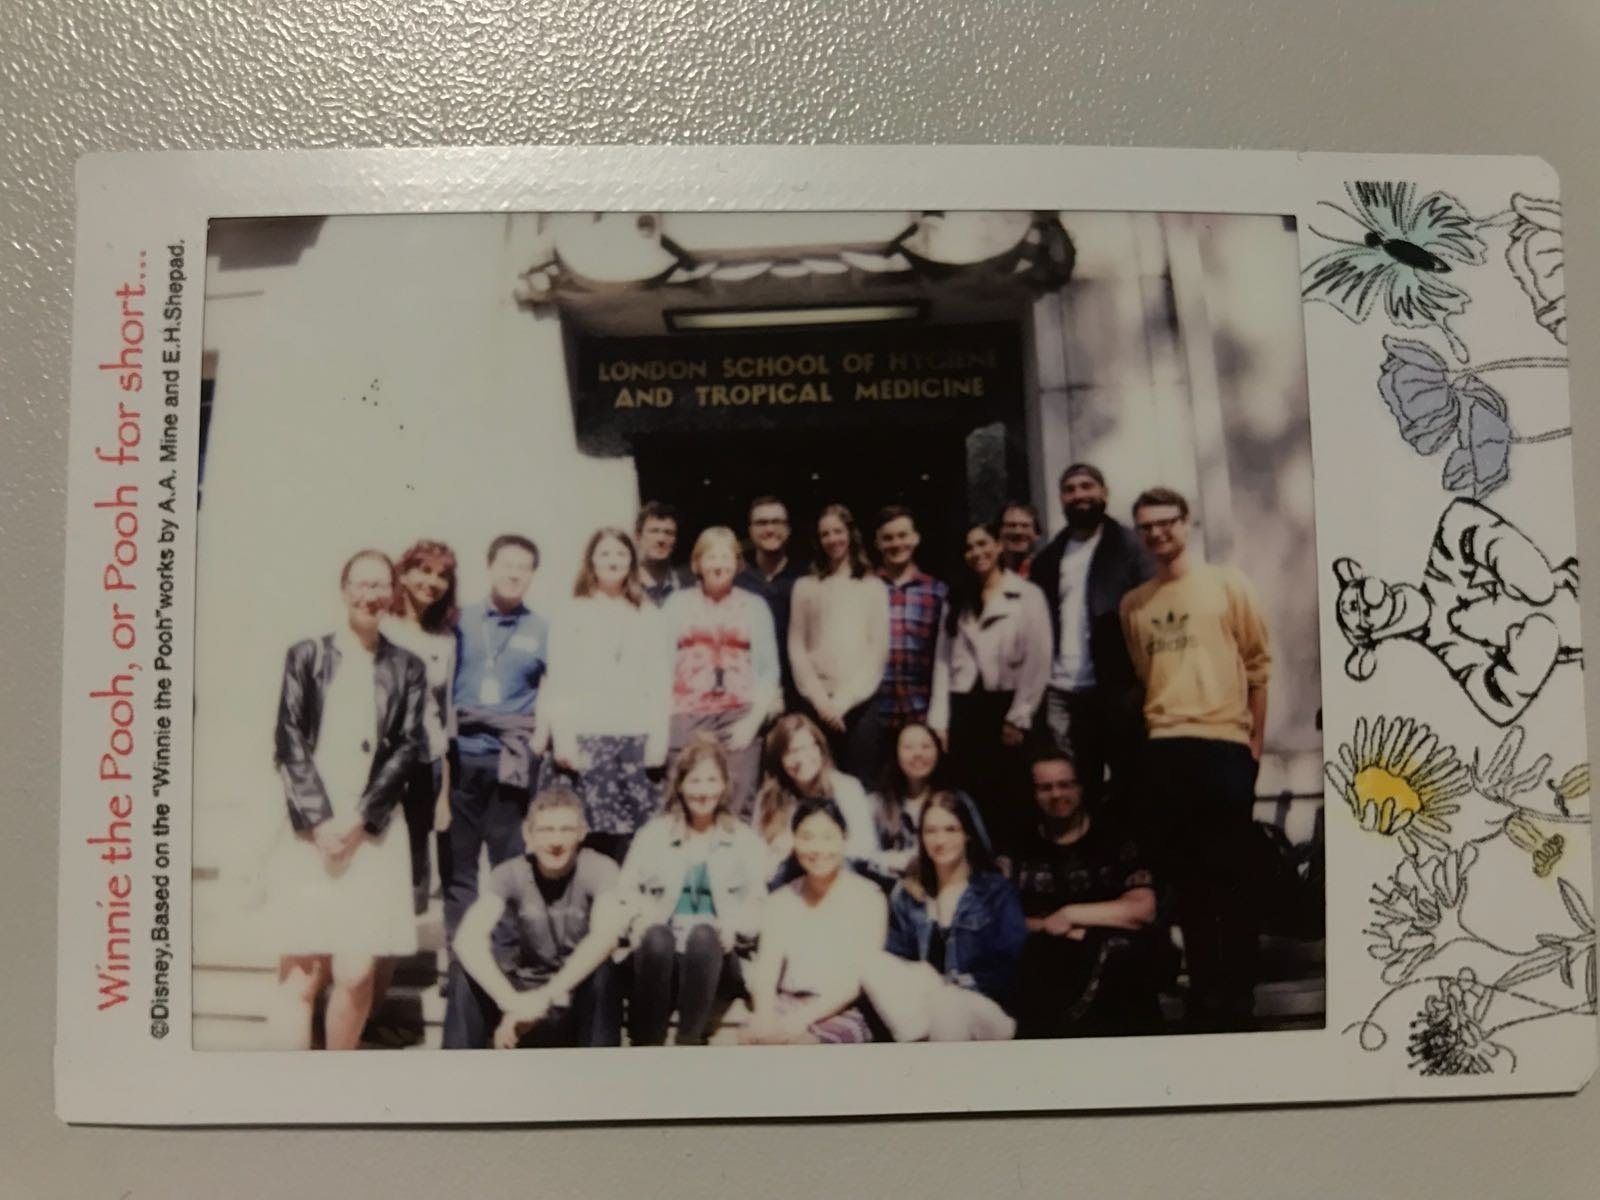 Winnie the Pooh, or Pooh for short...
©Disney.Based on the "Winnie the Pooh"works by A.A. Mine and E.H.Shepad.
LONDON SCHOOL OF HYGIENE
AND TROPICAL MEDICINE
adidas